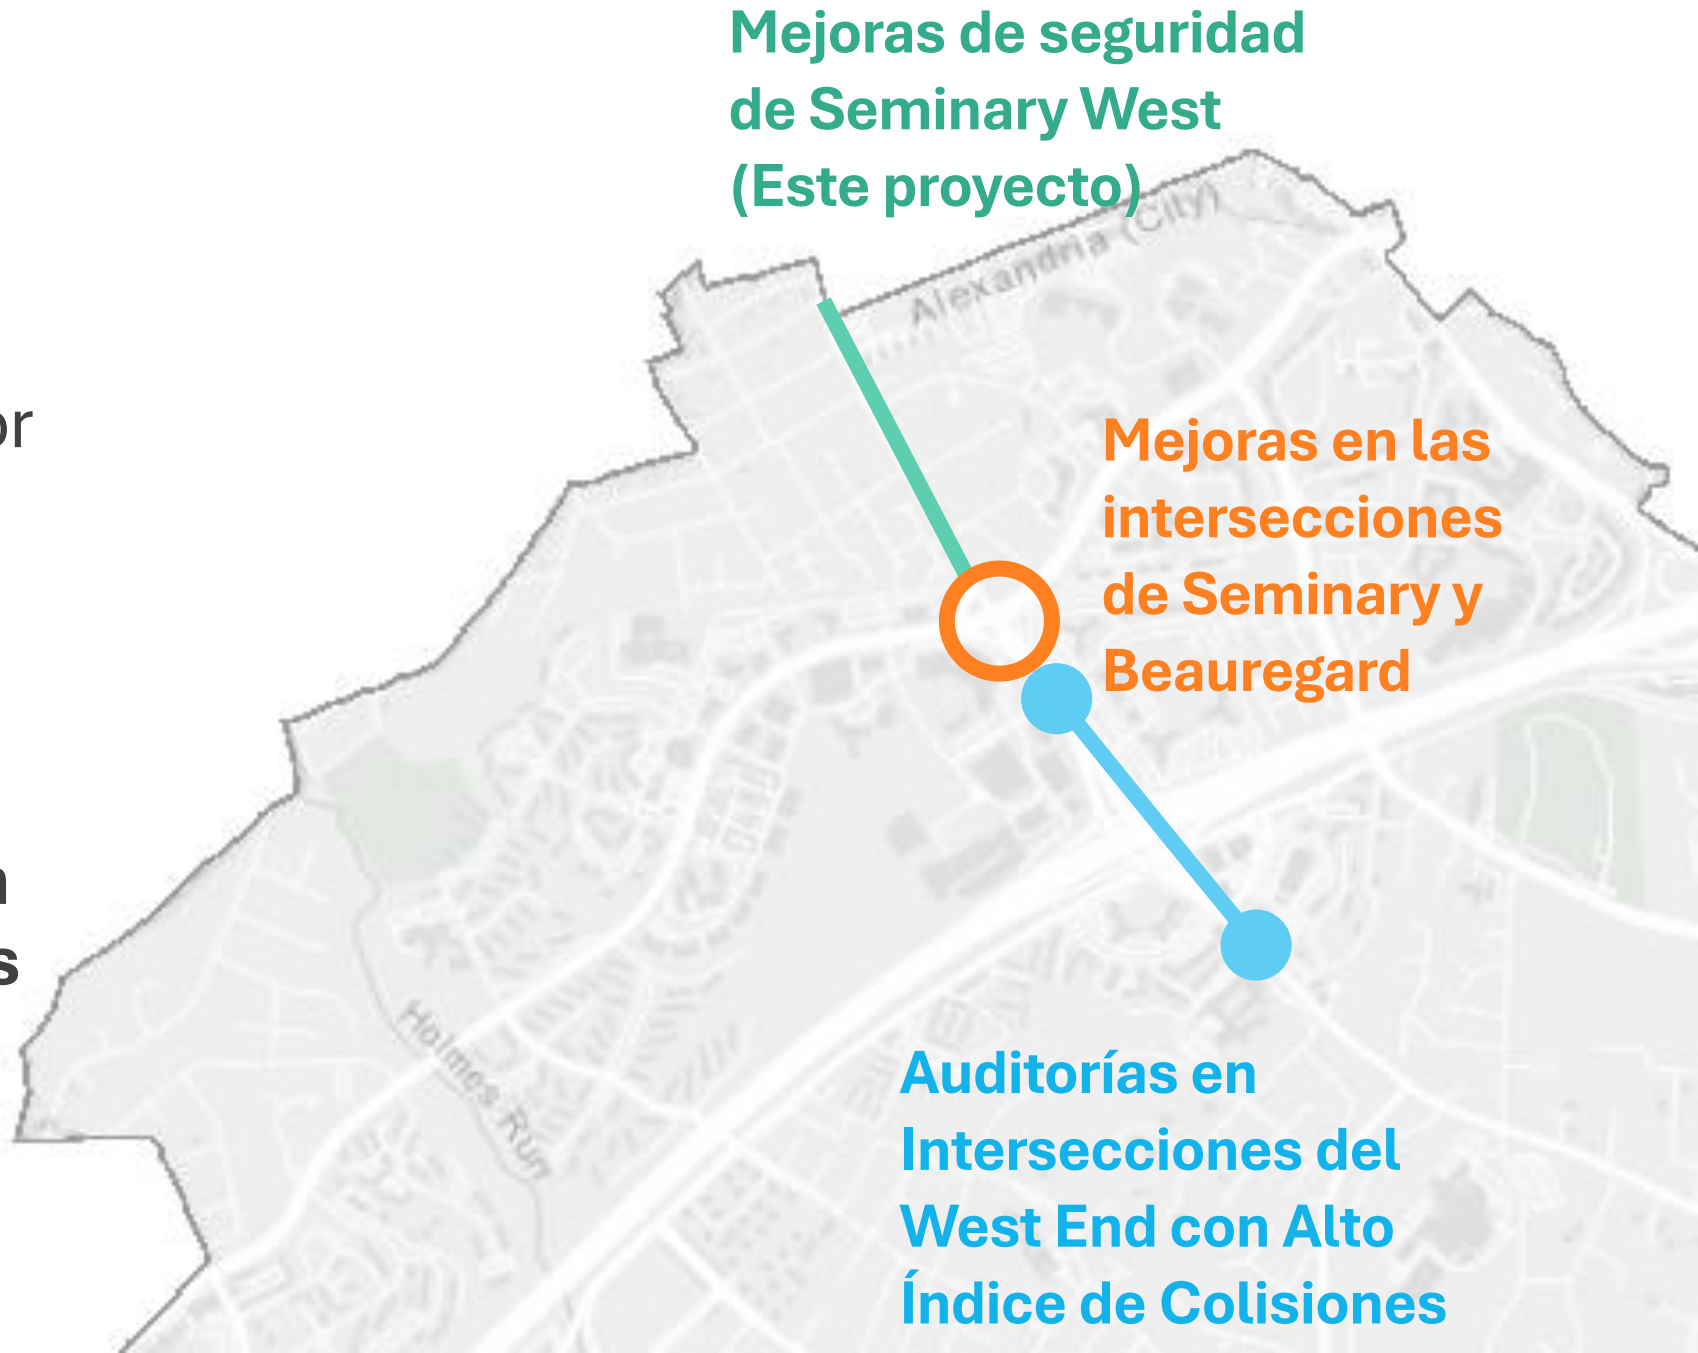 Mejoras de seguridad
de Seminary West
(Este proyecto)
Alexandria (City)
or
Mejoras en las
intersecciones
de Seminary y
Beauregard
n
s
Holmes Run
Auditorías en
Intersecciones del
West End con Alto
Índice de Colisiones